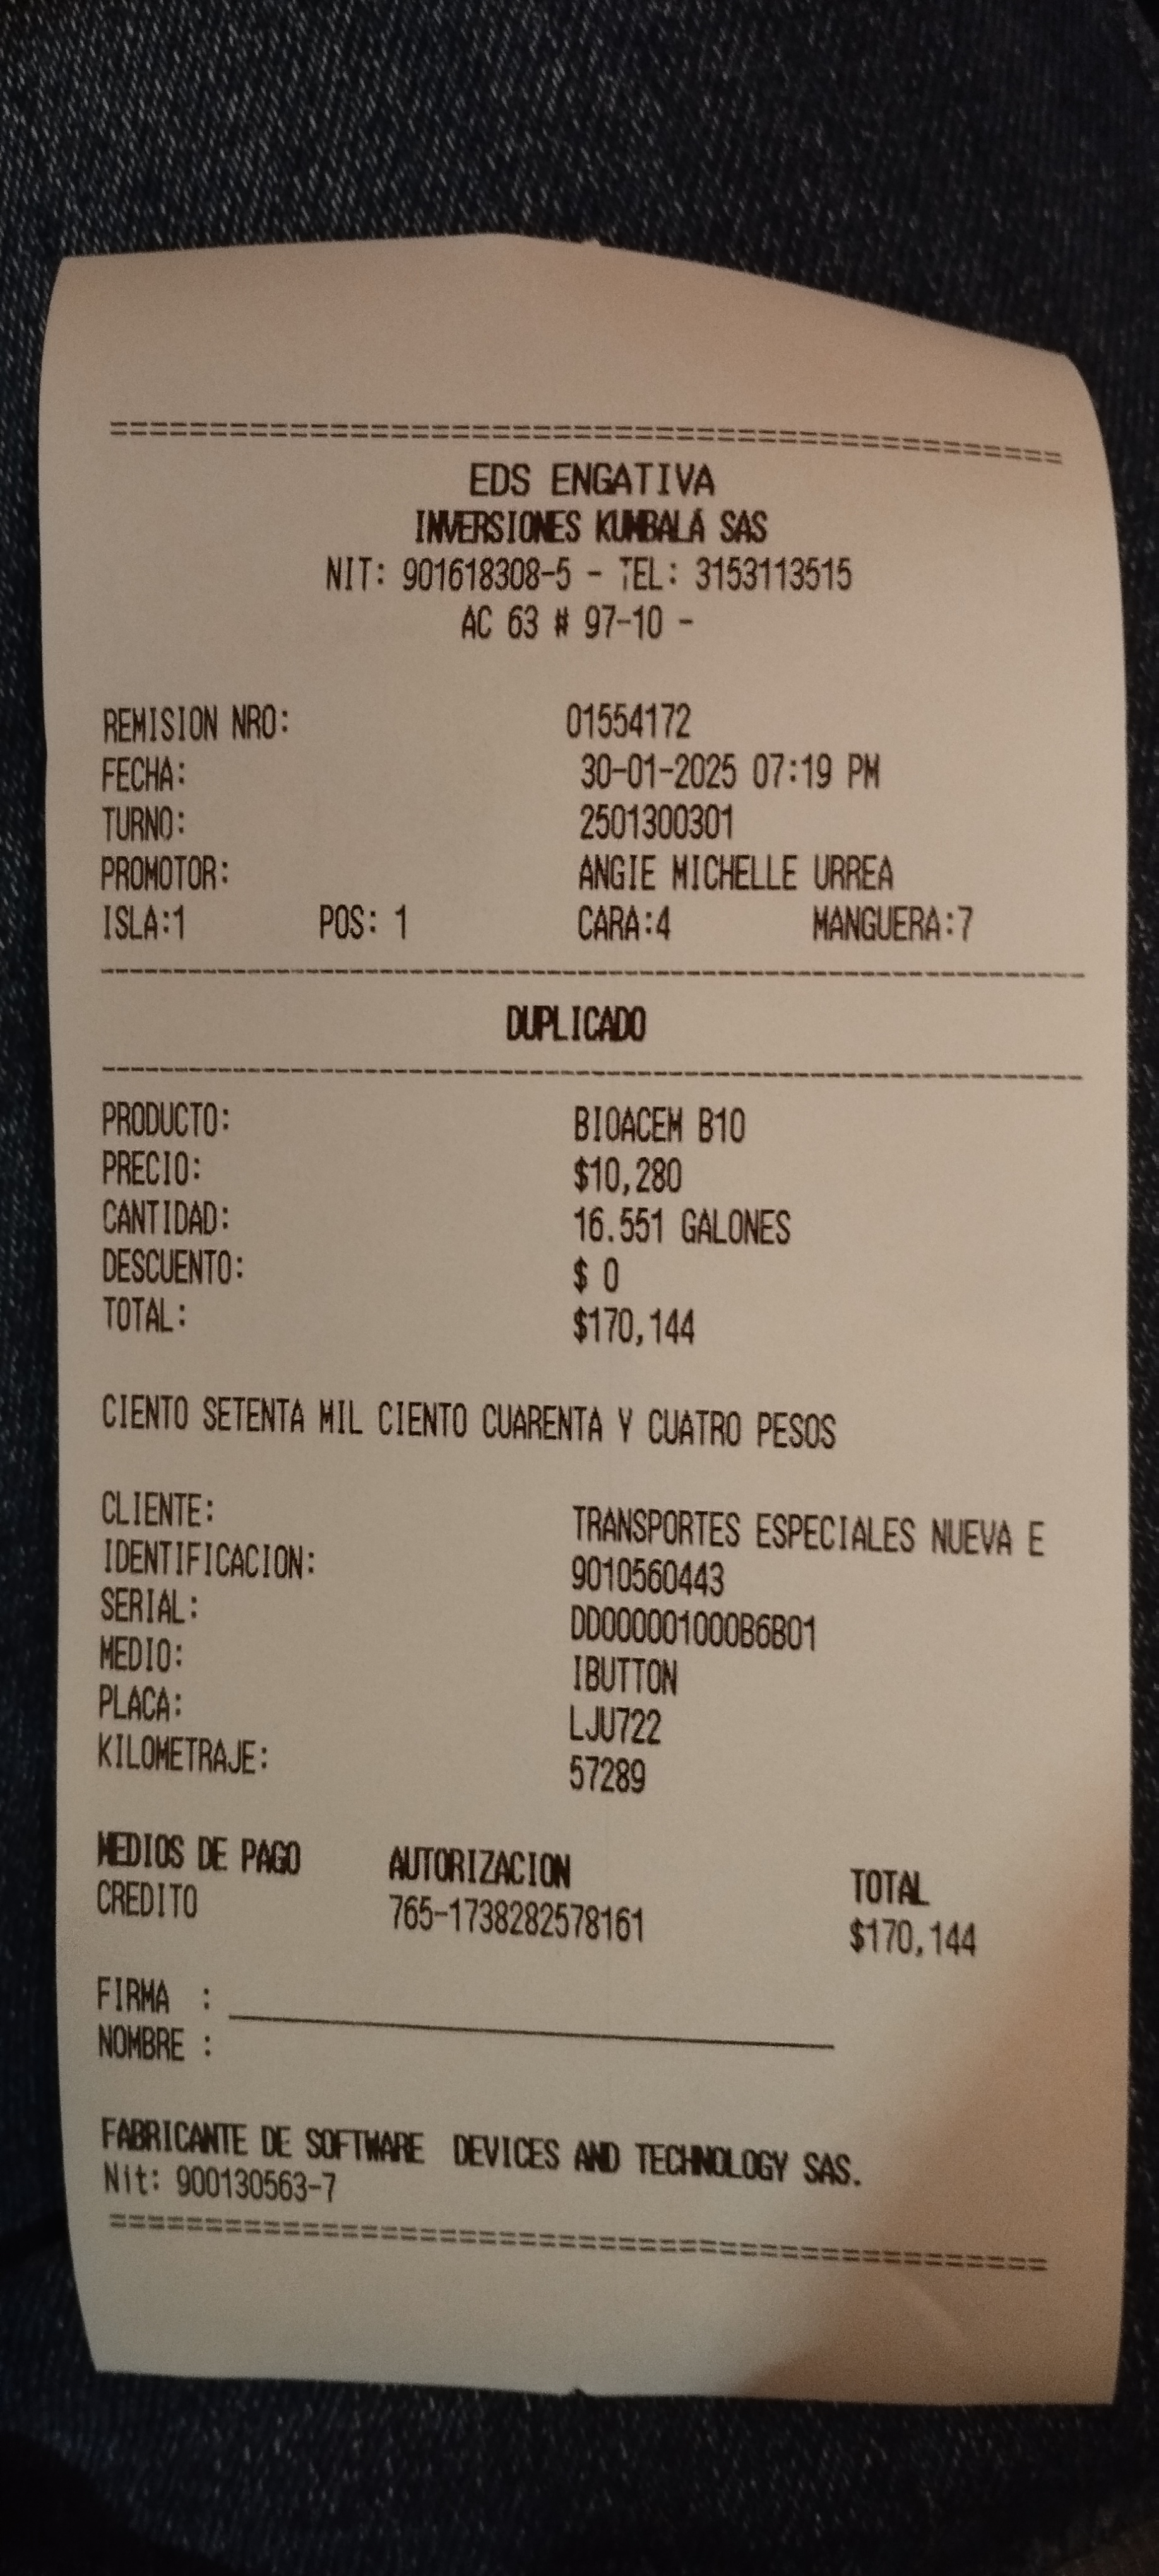 ==================================================
EDS ENGATIVA
INVERSIONES KUMBALÁ SAS
NIT: 901618308-5 - TEL: 3153113515
AC 63 # 97-10 -
REMISION NRO: 01554172
FECHA: 30-01-2025 07:19 PM
TURNO: 2501300301
PROMOTOR: ANGIE MICHELLE URREA
ISLA:1 POS: 1 CARA:4 MANGUERA:7
--------------------------------------------------
DUPLICADO
--------------------------------------------------
PRODUCTO: BIOACEM B10
PRECIO: $10,280
CANTIDAD: 16.551 GALONES
DESCUENTO: $ 0
TOTAL: $170,144
CIENTO SETENTA MIL CIENTO CUARENTA Y CUATRO PESOS
CLIENTE: TRANSPORTES ESPECIALES NUEVA E
IDENTIFICACION: 9010560443
SERIAL: DD000001000B6B01
MEDIO: IBUTTON
PLACA: LJU722
KILOMETRAJE: 57289
MEDIOS DE PAGO AUTORIZACION TOTAL
CREDITO 765-1738282578161 $170,144
FIRMA : ______________________________
NOMBRE :
FABRICANTE DE SOFTWARE DEVICES AND TECHNOLOGY SAS.
Nit: 900130563-7
==================================================